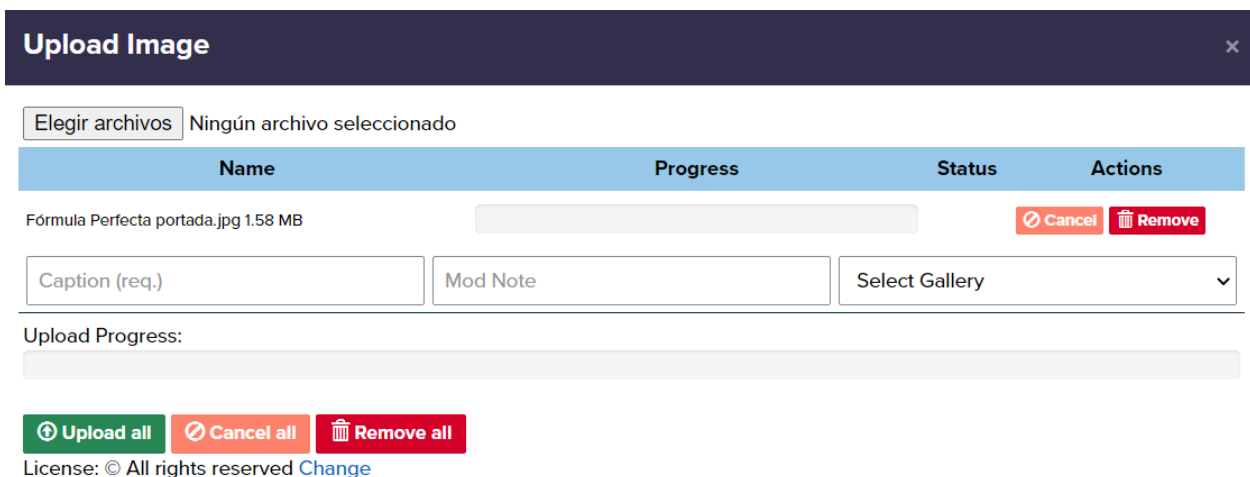 Upload Image ×
Elegir archivos Ningún archivo seleccionado
Name Progress Status Actions
Fórmula Perfecta portada.jpg 1.58 MB Cancel Remove
Caption (req.) Mod Note Select Gallery
Upload Progress:
Upload all Cancel all Remove all
License: © All rights reserved Change